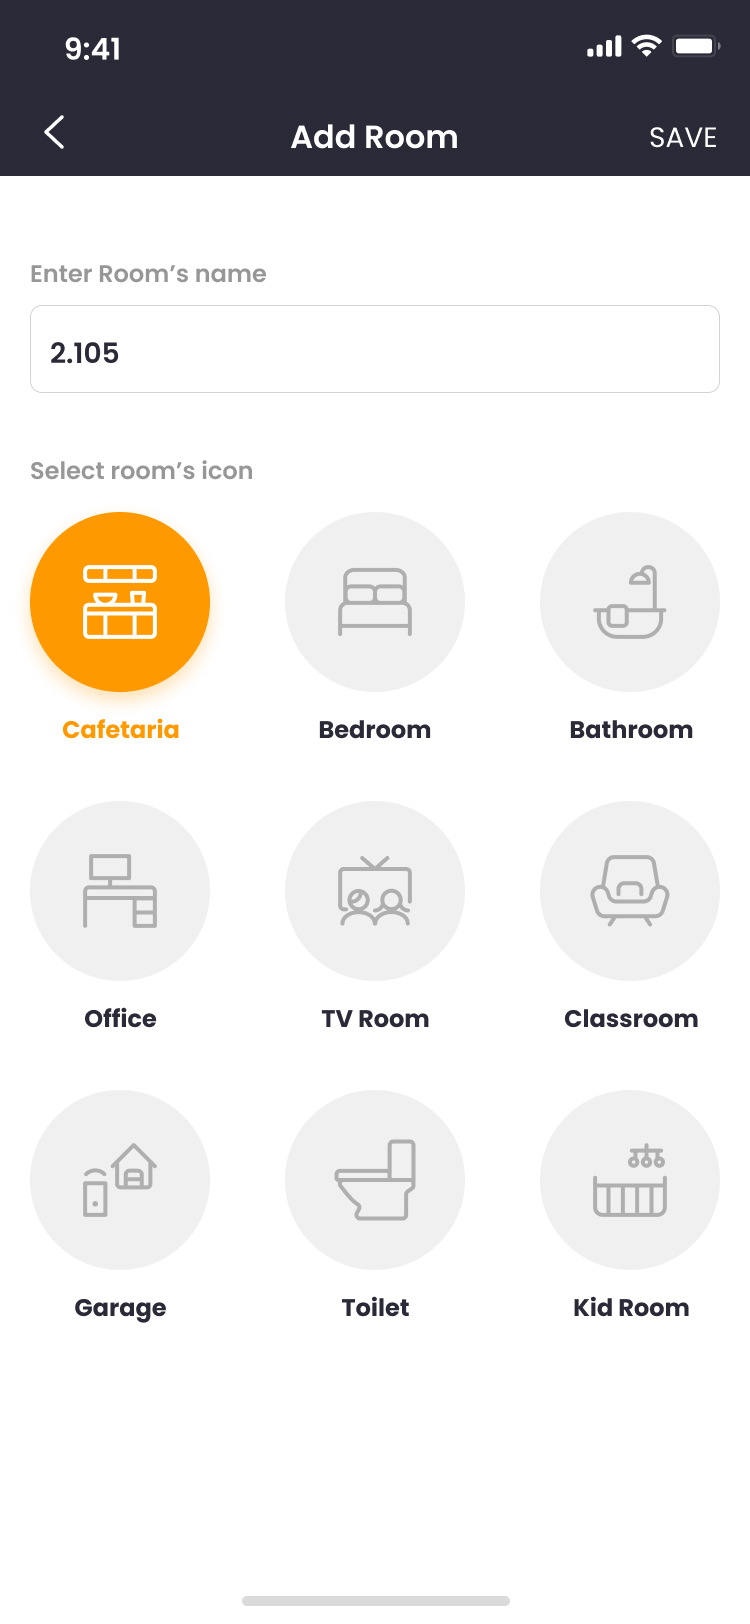 9:41
Add Room
SAVE
Enter Room’s name
2.105
Select room’s icon
Cafetaria
Bedroom
Bathroom
Office
TV Room
Classroom
Garage
Toilet
Kid Room